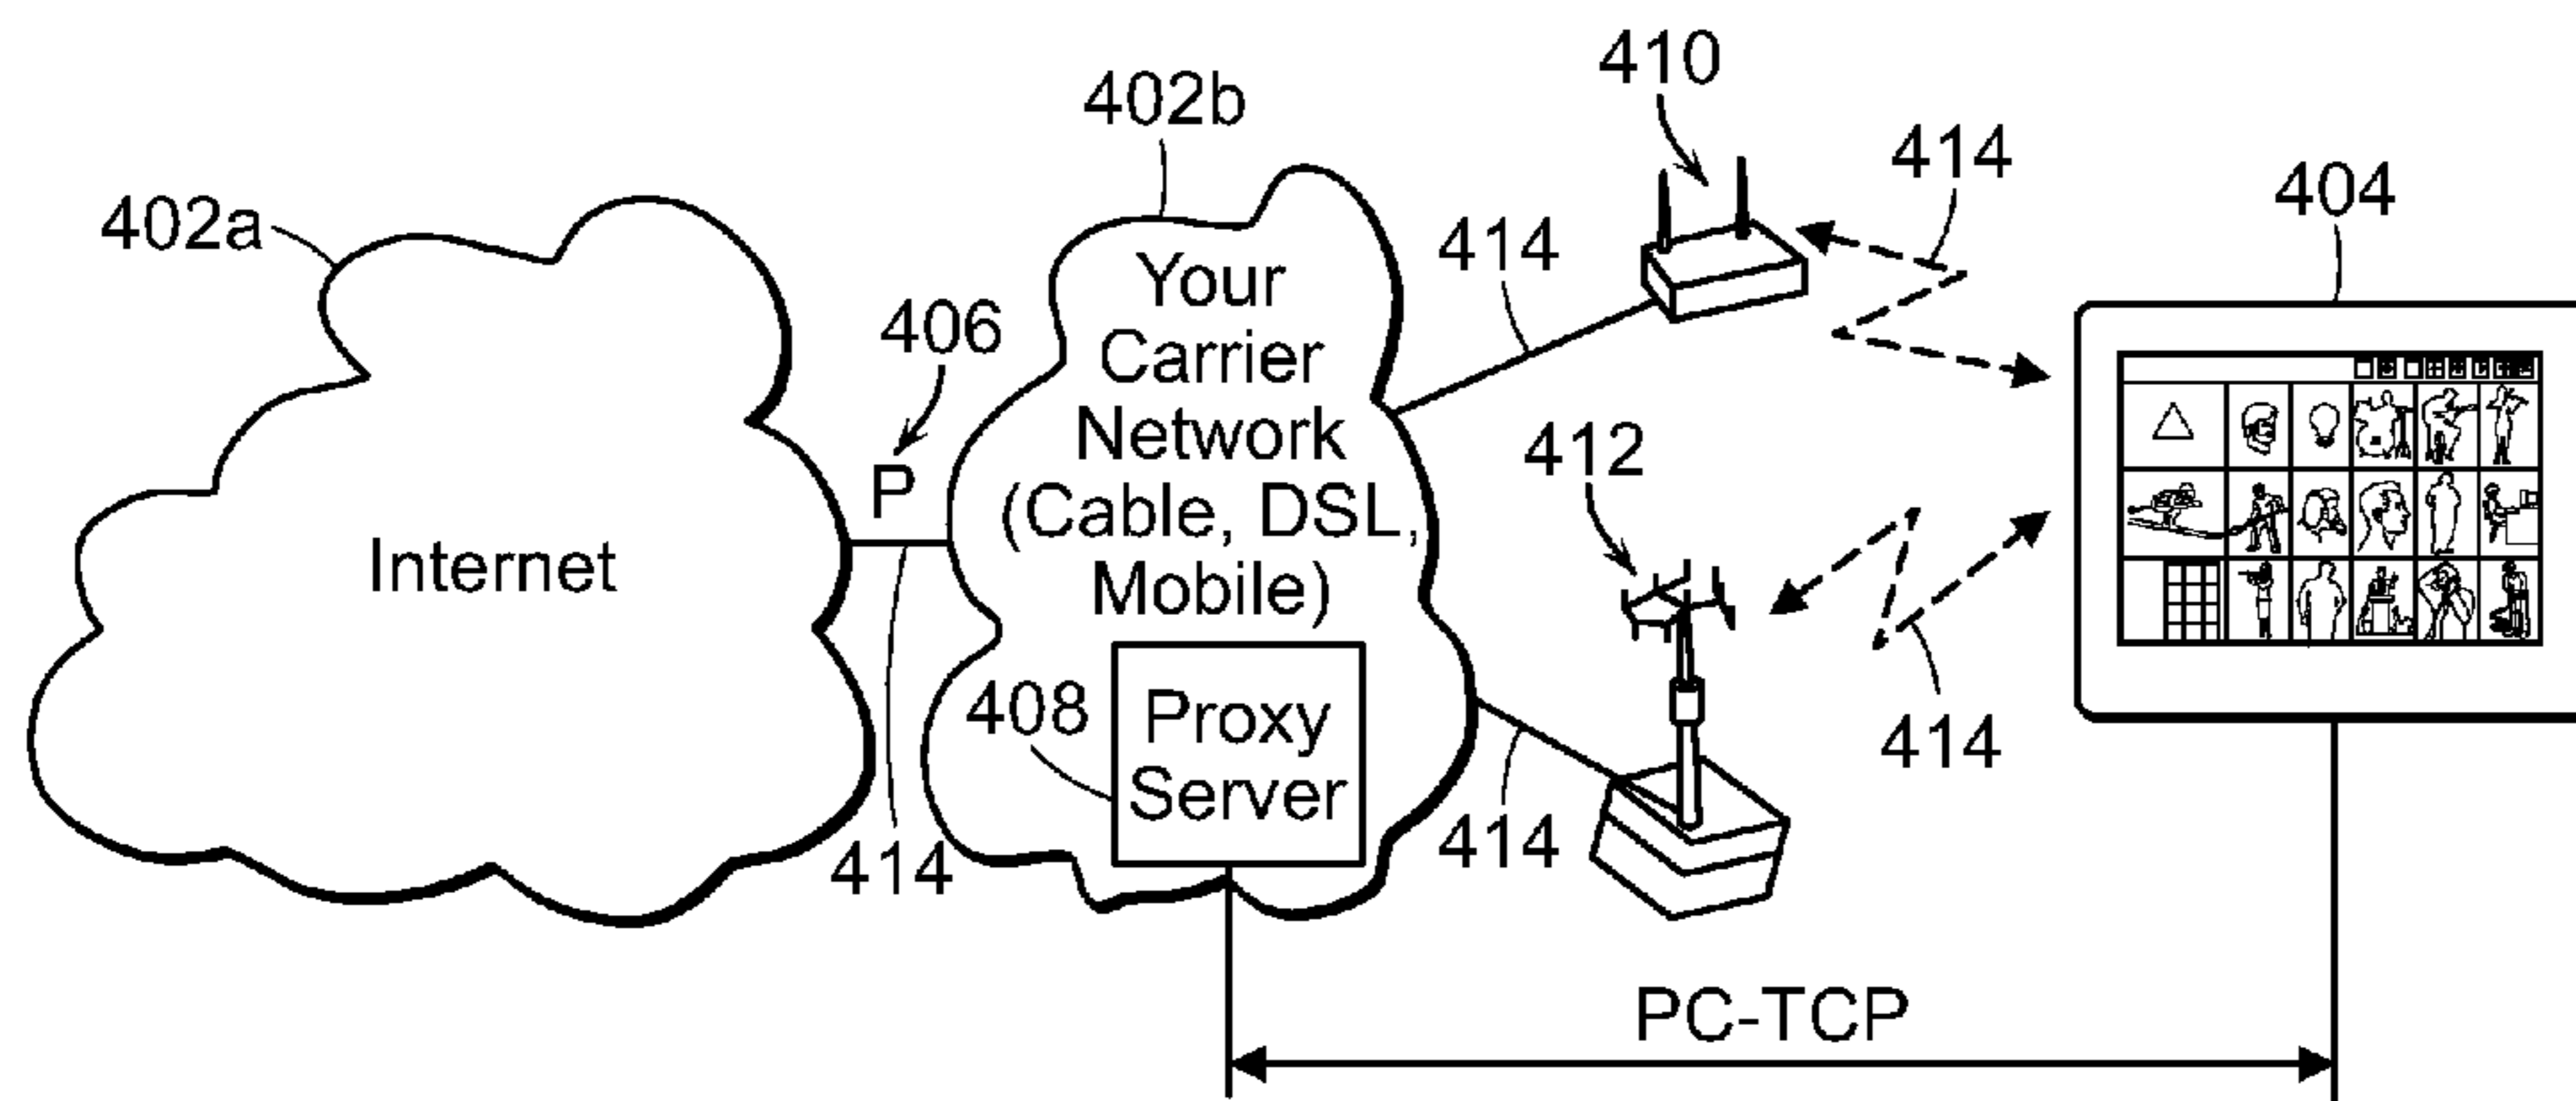 410
402b
414
404
402a
414
406
Your
Carrier
Network
(Cable, DSL,
Mobile)
P
412
Internet
408
Proxy
Server
414
414
414
PC-TCP